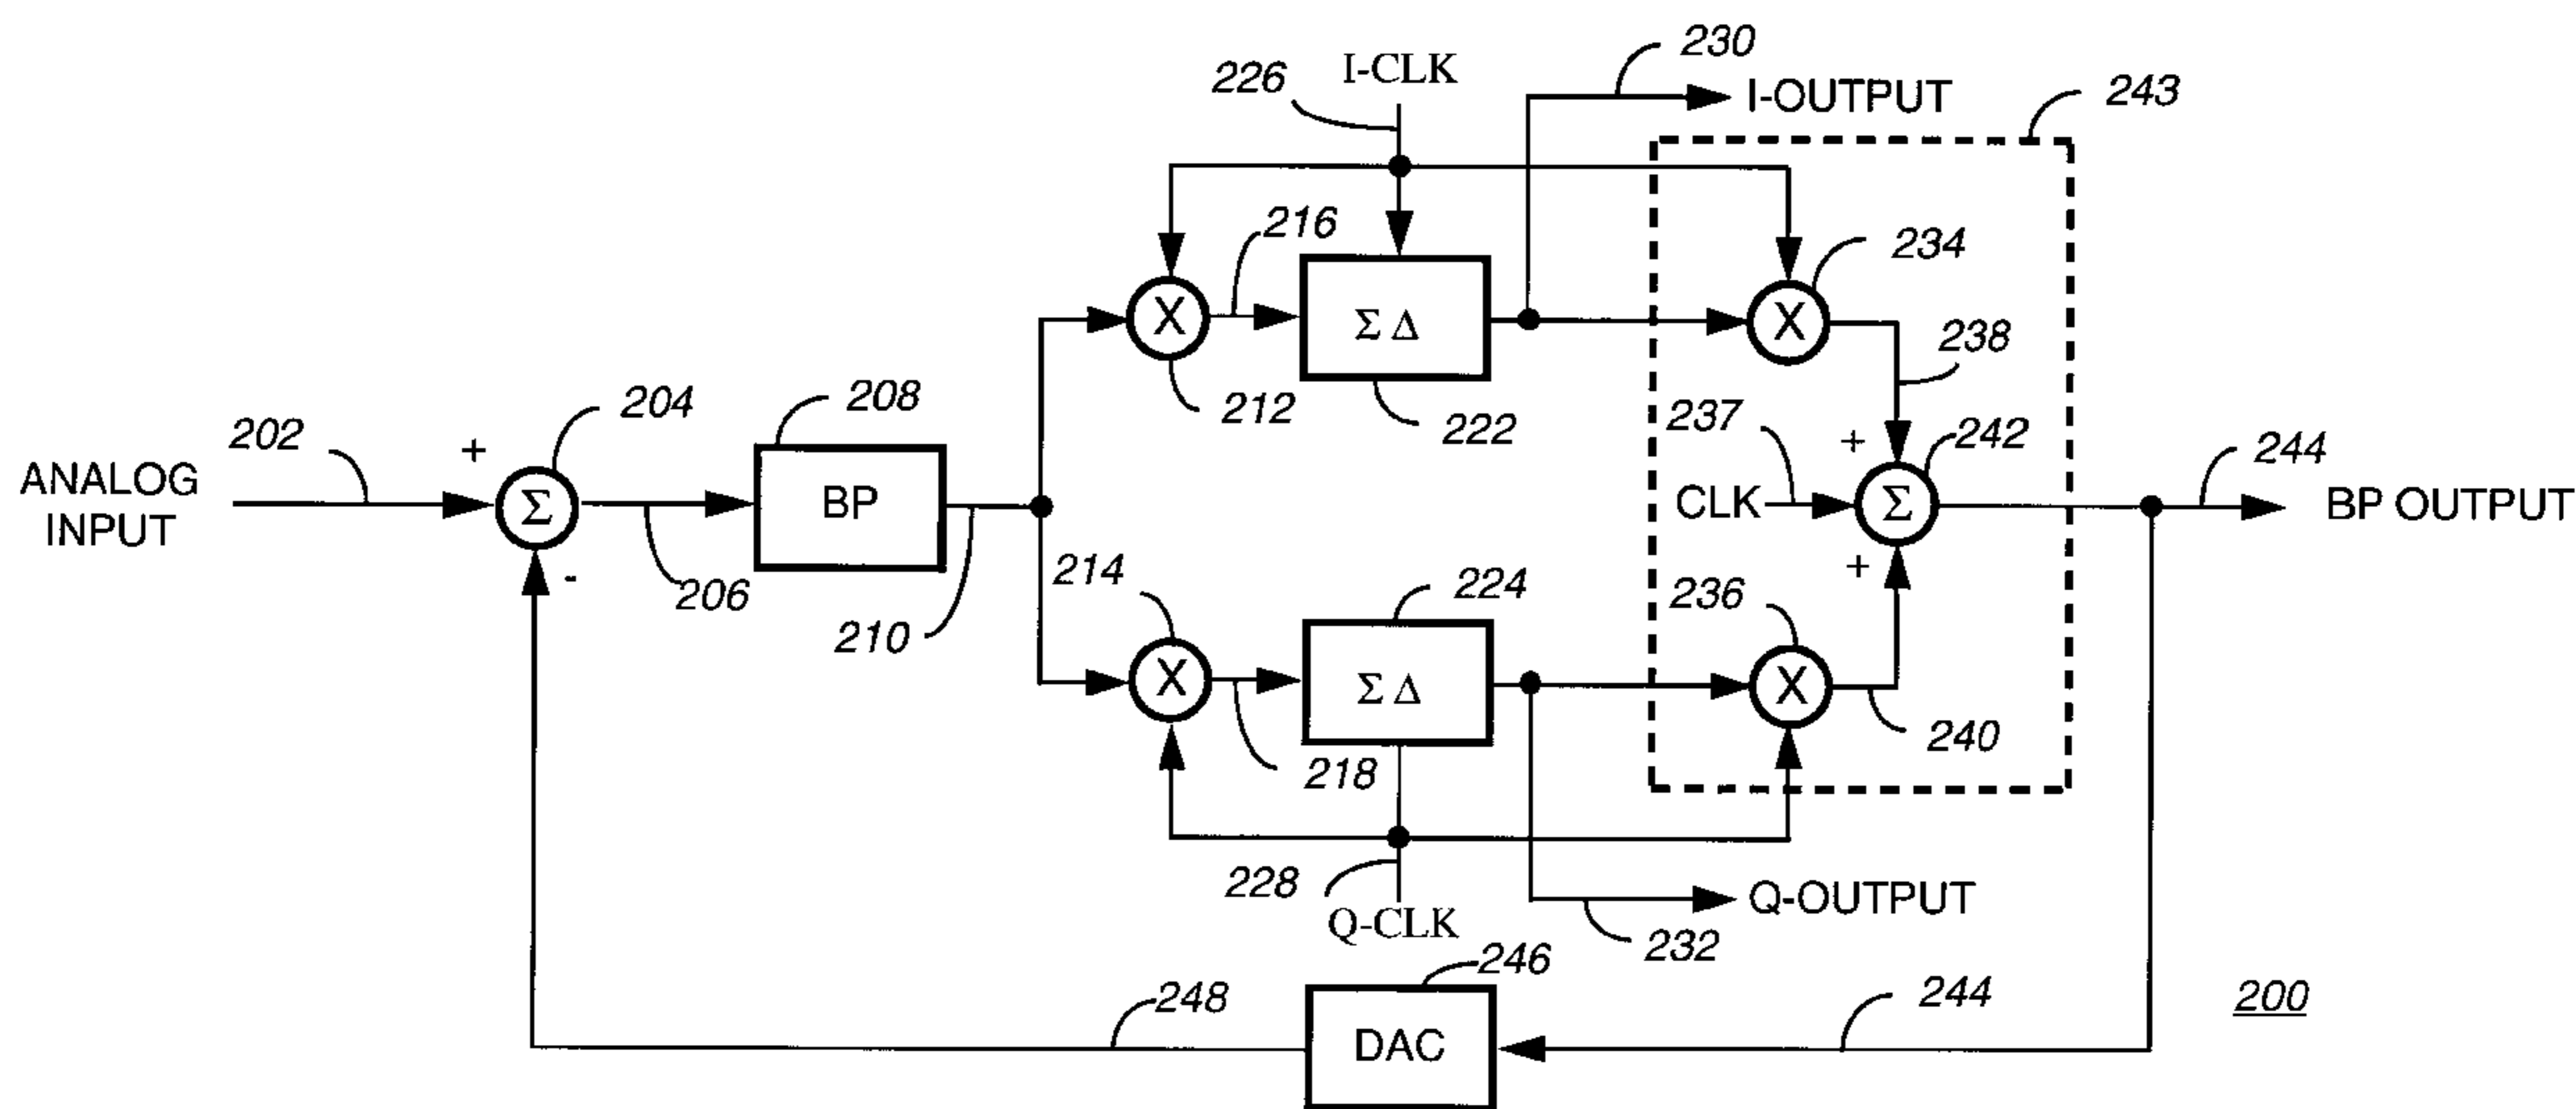 230
I-CLK
226
I-OUTPUT
243
216
234
X
X
Σ Δ
238
204
208
212
222
237
242
202
+
+
244
ANALOG
INPUT
Σ
BP
CLK
Σ
BP OUTPUT
-
214
224
+
236
206
210
X
Σ Δ
X
218
240
228
Q-CLK
Q-OUTPUT
232
246
248
244
200
DAC